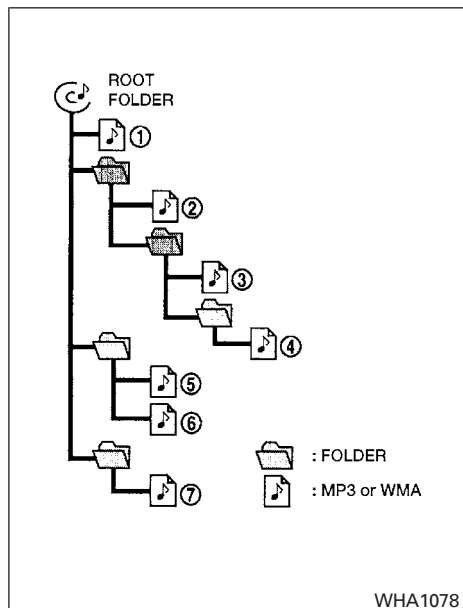 ROOT
FOLDER
①
②
③
④
⑤
⑥
⑦
: FOLDER
: MP3 or WMA
WHA1078